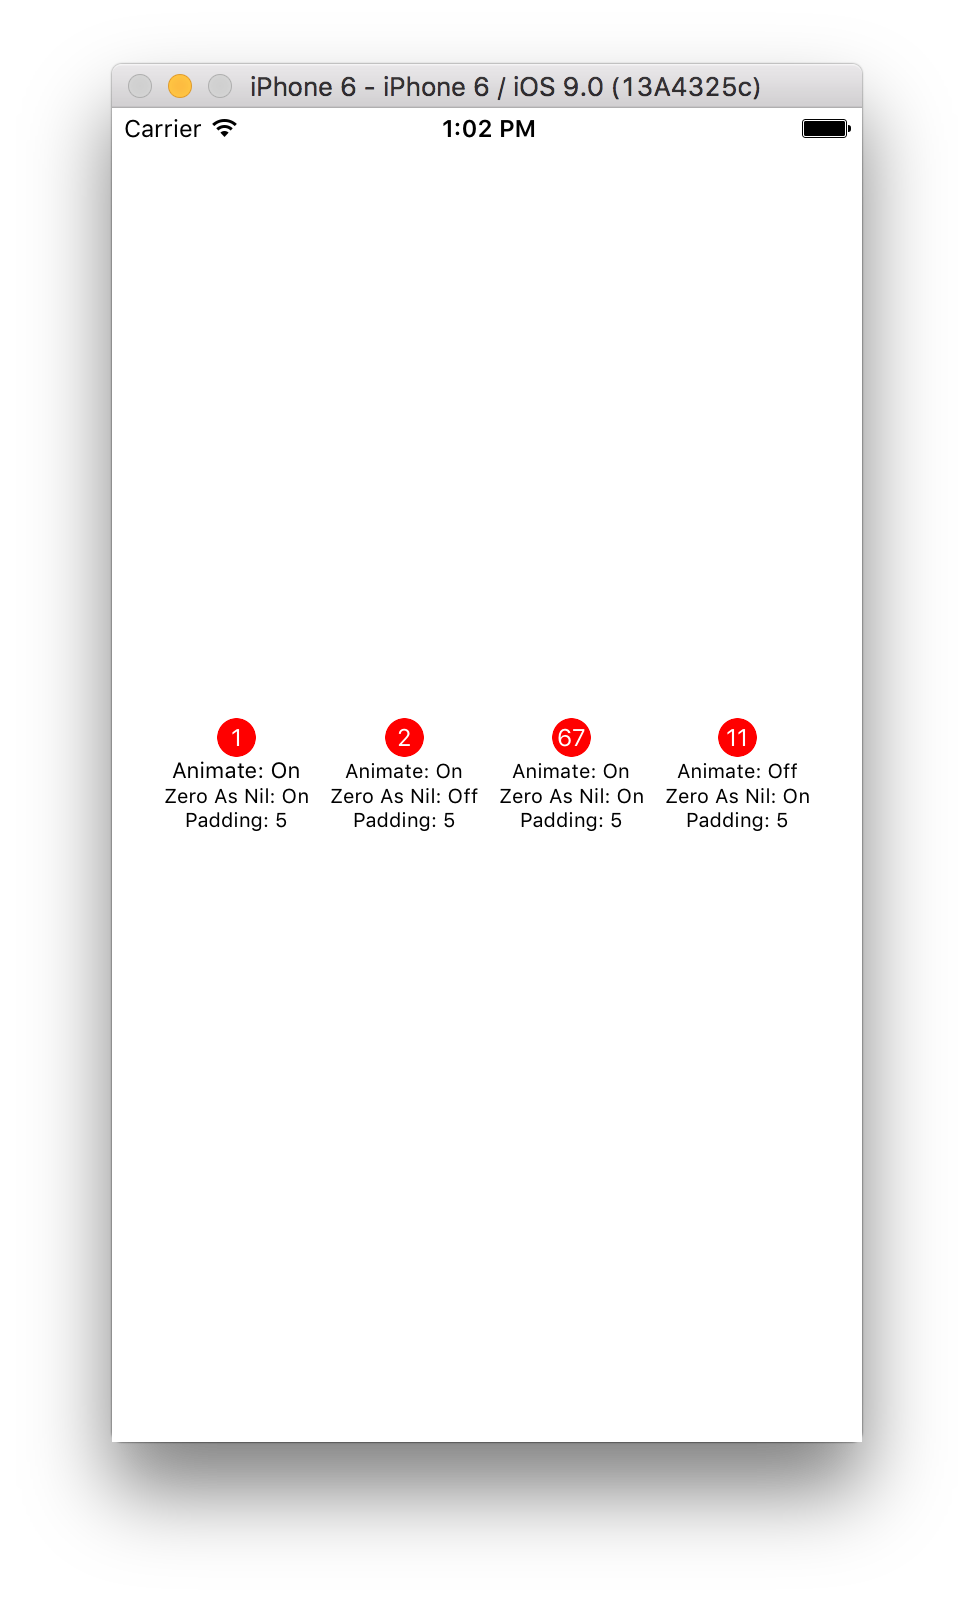 iPhone 6 - iPhone 6 / iOS 9.0 (13A4325c)
Carrier 1:02 PM
1 2 67 11
Animate: On Animate: On Animate: On Animate: Off
Zero As Nil: On Zero As Nil: Off Zero As Nil: On Zero As Nil: On
Padding: 5 Padding: 5 Padding: 5 Padding: 5